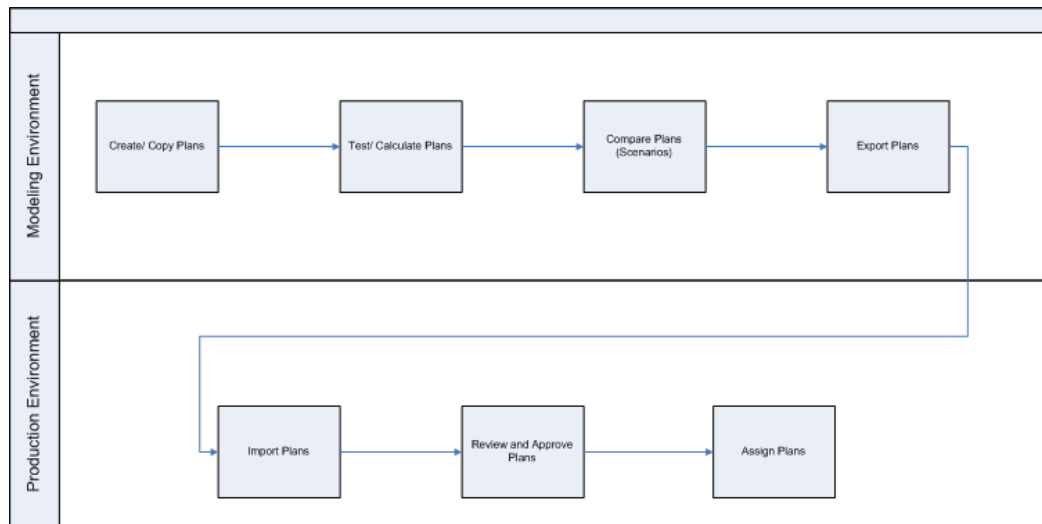 Modeling Environment
Create/ Copy Plans
Test/ Calculate Plans
Compare Plans
(Scenarios)
Export Plans
Production Environment
Import Plans
Review and Approve
Plans
Assign Plans